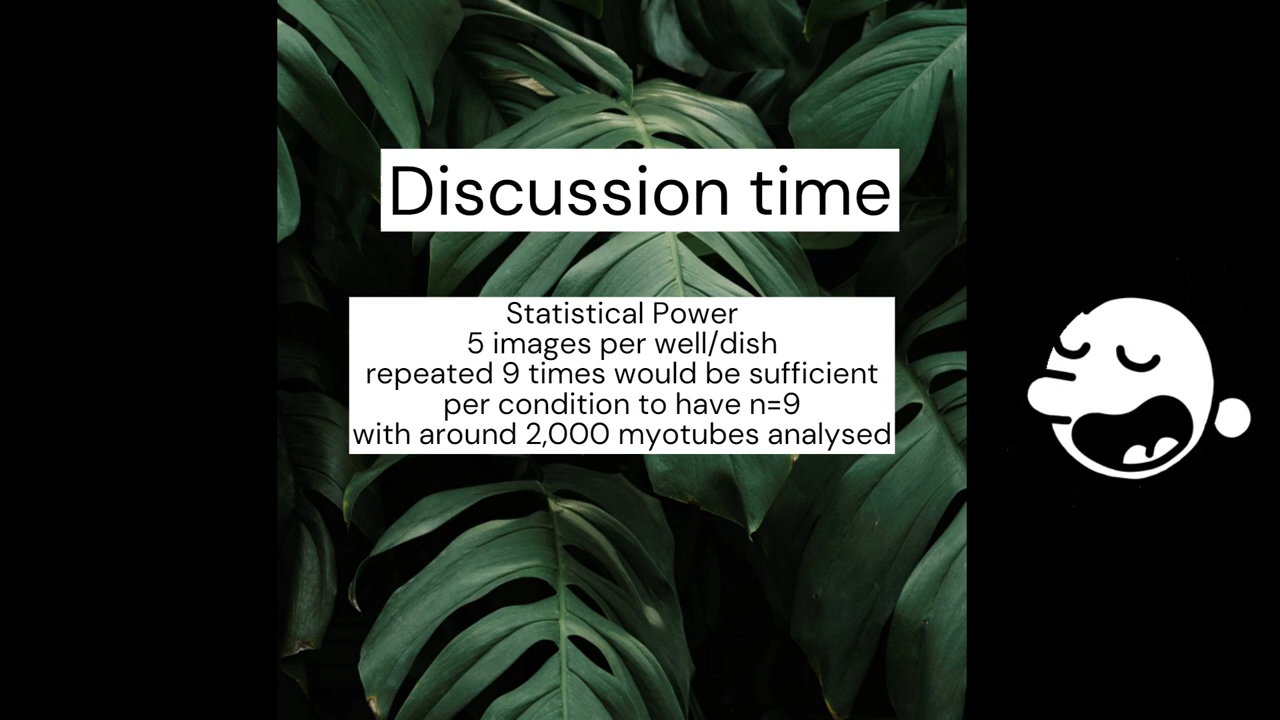 Discussion time
Statistical Power
5 images per well/dish
repeated 9 times would be sufficient
per condition to have n=9
with around 2,000 myotubes analysed